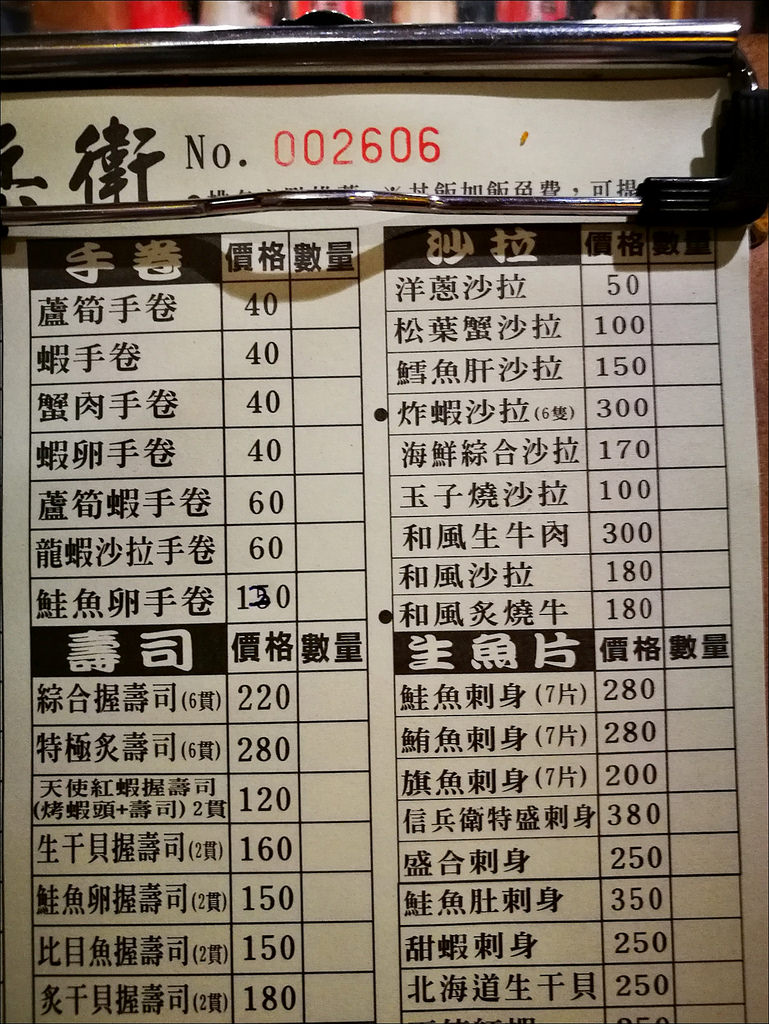 兵衛 No. 002606
手卷 價格 數量
蘆筍手卷 40
蝦手卷 40
蟹肉手卷 40
蝦卵手卷 40
蘆筍蝦手卷 60
龍蝦沙拉手卷 60
鮭魚卵手卷
壽司 價格 數量
綜合握壽司(6貫) 220
特極炙壽司(6貫) 280
天使紅蝦握壽司
(烤蝦頭+壽司) 2貫 120
生干貝握壽司(2貫) 160
鮭魚卵握壽司(2貫) 150
比目魚握壽司(2貫) 150
炙干貝握壽司(2貫) 180
沙拉 價格 數量
洋蔥沙拉 50
松葉蟹沙拉 100
鱈魚肝沙拉 150
●炸蝦沙拉(6隻) 300
海鮮綜合沙拉 170
玉子燒沙拉 100
和風生牛肉 300
和風沙拉 180
●和風炙燒牛 180
生魚片 價格 數量
鮭魚刺身(7片) 280
鮪魚刺身(7片) 280
旗魚刺身(7片) 200
信兵衛特盛刺身 380
盛合刺身 250
鮭魚肚刺身 350
甜蝦刺身 250
北海道生干貝 250